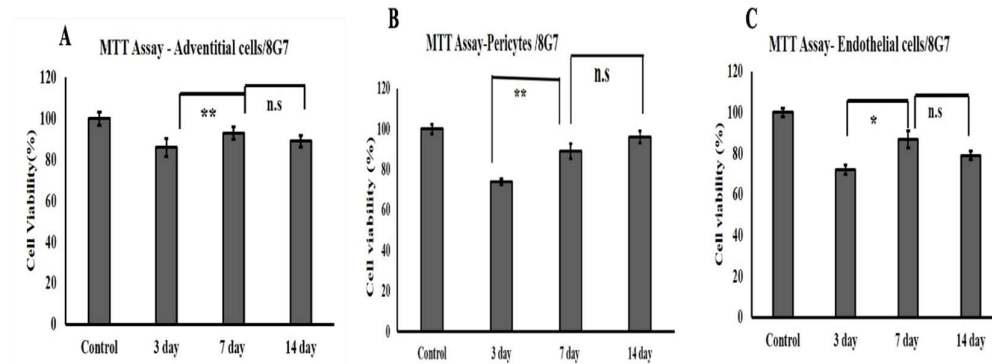 A
MTT Assay - Adventitial cells/8G7
Cell Viability(%)
120
100
80
60
40
20
0
**
n.s
Control 3 day 7 day 14 day
B
MTT Assay-Pericytes /8G7
Cell viability (%)
120
100
80
60
40
20
0
**
n.s
Control 3 day 7 day 14 day
C
MTT Assay- Endothelial cells/8G7
Cell viability (%)
120
100
80
60
40
20
0
*
n.s
Control 3 day 7 day 14 day